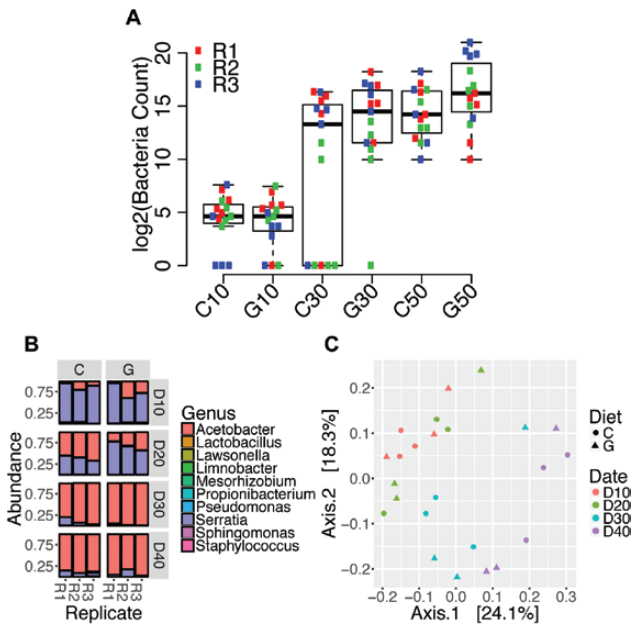 A
log2(Bacteria Count)
20
15
10
5
0
R1
R2
R3
C10
G10
C30
G30
C50
G50
B
C
G
Abundance
0.75
0.25
D10
0.75
0.25
D20
0.75
0.25
D30
0.75
0.25
D40
R1
R2
R3
R1
R2
R3
Replicate
Genus
Acetobacter
Lactobacillus
Lawsonella
Limnobacter
Mesorhizobium
Propionibacterium
Pseudomonas
Serratia
Sphingomonas
Staphylococcus
C
Axis.2 [18.3%]
0.2
0.1
0.0
−0.1
−0.2
−0.2 −0.1 0.0 0.1 0.2 0.3
Axis.1 [24.1%]
Diet
C
G
Date
D100
D200
D300
D400